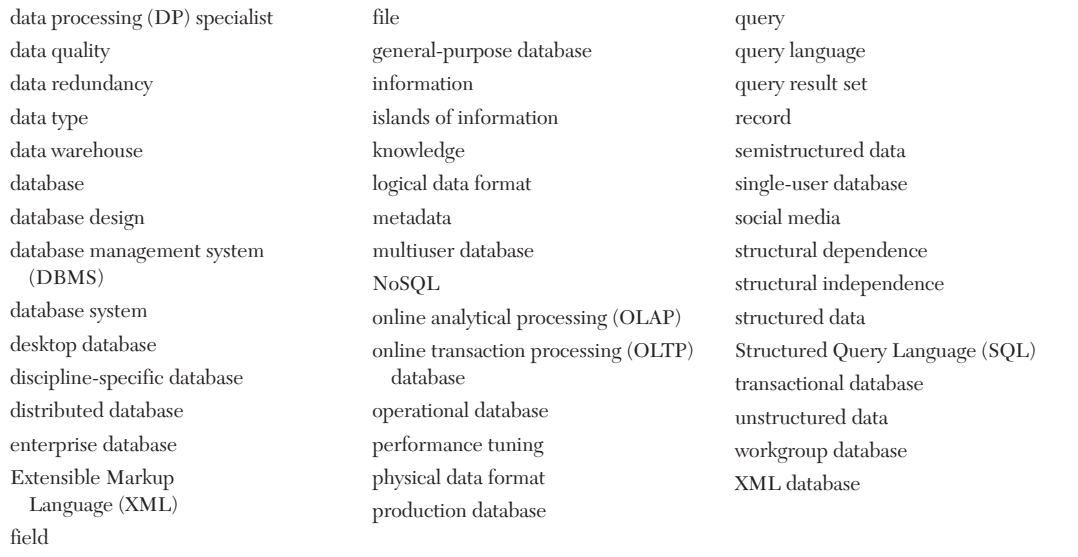 data processing (DP) specialist
data quality
data redundancy
data type
data warehouse
database
database design
database management system
(DBMS)
database system
desktop database
discipline-specific database
distributed database
enterprise database
Extensible Markup
Language (XML)
field
file
general-purpose database
information
islands of information
knowledge
logical data format
metadata
multiuser database
NoSQL
online analytical processing (OLAP)
online transaction processing (OLTP)
database
operational database
performance tuning
physical data format
production database
query
query language
query result set
record
semistructured data
single-user database
social media
structural dependence
structural independence
structured data
Structured Query Language (SQL)
transactional database
unstructured data
workgroup database
XML database